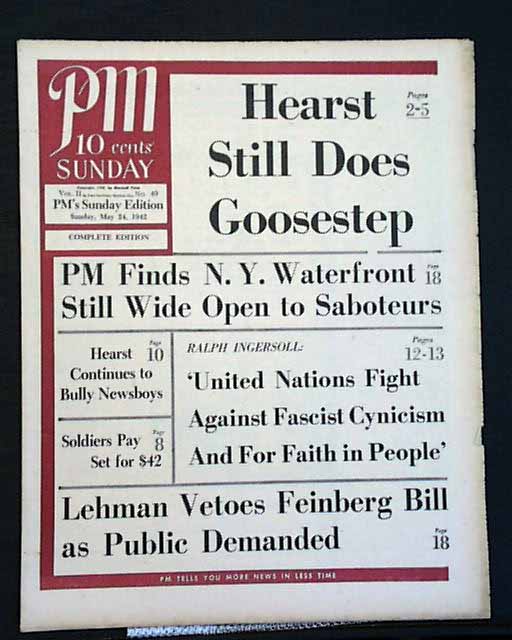 PM
10 cents
SUNDAY
Vol. II No. 49
PM's Sunday Edition
Sunday, May 24, 1942
COMPLETE EDITION
Hearst
Still Does
Goosestep
Pages
2-5
PM Finds N. Y. Waterfront
Still Wide Open to Saboteurs
Page
18
Hearst
Continues to
Bully Newsboys
Page
10
Soldiers Pay
Set for $42
Page
8
RALPH INGERSOLL:
Pages
12-13
'United Nations Fight
Against Fascist Cynicism
And For Faith in People'
Lehman Vetoes Feinberg Bill
as Public Demanded
Page
18
PM TELLS YOU MORE NEWS IN LESS TIME